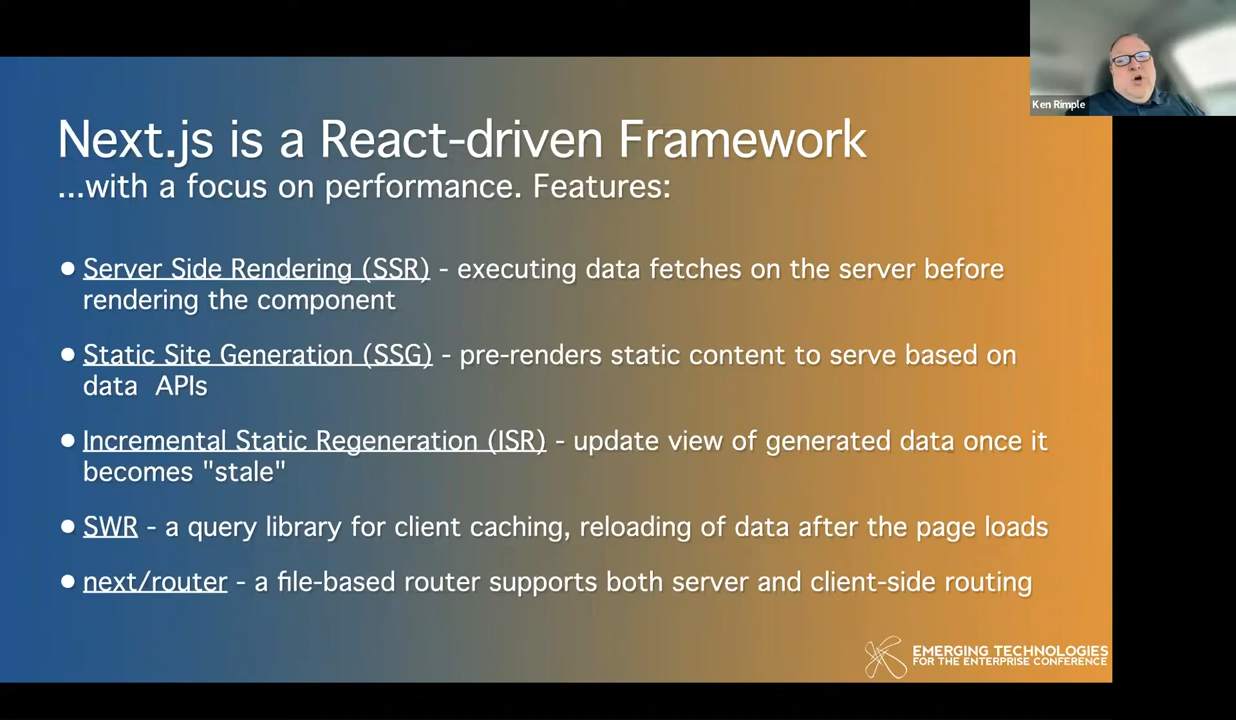 Ken Rimple
Next.js is a React-driven Framework
...with a focus on performance. Features:
● Server Side Rendering (SSR) - executing data fetches on the server before
rendering the component
● Static Site Generation (SSG) - pre-renders static content to serve based on
data  APIs
● Incremental Static Regeneration (ISR) - update view of generated data once it
becomes "stale"
● SWR - a query library for client caching, reloading of data after the page loads
● next/router - a file-based router supports both server and client-side routing
EMERGING TECHNOLOGIES
FOR THE ENTERPRISE CONFERENCE